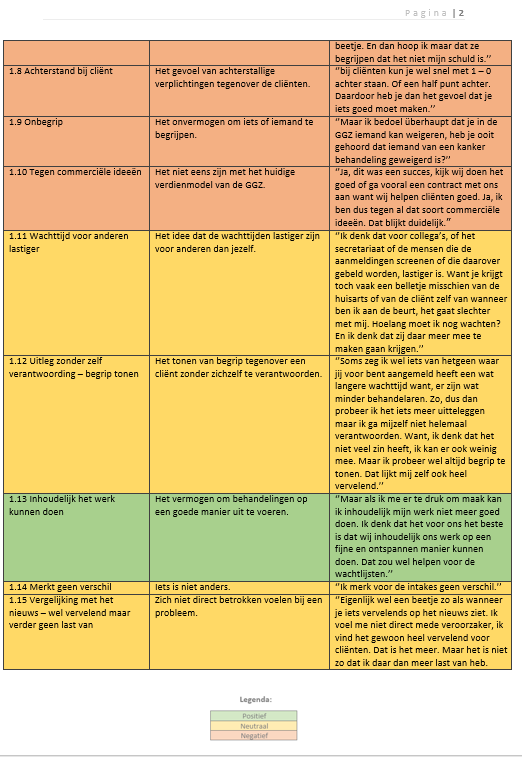 Pagina | 2
beetje. En dan hoop ik maar dat ze
begrijpen dat het niet mijn schuld is.’’
1.8 Achterstand bij cliënt
Het gevoel van achterstallige
verplichtingen tegenover de cliënten.
‘’bij cliënten kun je wel snel met 1 – 0
achter staan. Of een half punt achter.
Daardoor heb je dan het gevoel dat je
iets goed moet maken.’’
1.9 Onbegrip
Het onvermogen om iets of iemand te
begrijpen.
‘’Maar ik bedoel überhaupt dat je in de
GGZ iemand kan weigeren, heb je ooit
gehoord dat iemand van een kanker
behandeling geweigerd is?’’
1.10 Tegen commerciële ideeën
Het niet eens zijn met het huidige
verdienmodel van de GGZ.
‘’Ja, dit was een succes, kijk wij doen het
goed of ga vooral een contract met ons
aan want wij helpen cliënten goed. Ja, ik
ben dus tegen al dat soort commerciële
ideeën. Dat blijkt duidelijk.’’
1.11 Wachttijd voor anderen
lastiger
Het idee dat de wachttijden lastiger zijn
voor anderen dan jezelf.
‘’Ik denk dat voor collega’s, of het
secretariaat of de mensen die de
aanmeldingen screenen of die daarover
gebeld worden, lastiger is. Want je krijgt
toch vaak een belletje misschien van de
huisarts of van de cliënt zelf van wanneer
ben ik aan de beurt, het gaat slechter
met mij. Hoelang moet ik nog wachten?
En ik denk dat zij daar meer mee te
maken gaan krijgen.’’
1.12 Uitleg zonder zelf
verantwoording – begrip tonen
Het tonen van begrip tegenover een
cliënt zonder zichzelf te verantwoorden.
‘’Soms zeg ik wel iets van hetgeen waar
jij voor bent aangemeld heeft een wat
langere wachttijd want, er zijn wat
minder behandelaren. Zo, dus dan
probeer ik het iets meer uitteleggen
maar ik ga mijzelf niet helemaal
verantwoorden. Want, ik denk dat het
niet veel zin heeft, ik kan er ook weinig
mee. Maar ik probeer wel altijd begrip te
tonen. Dat lijkt mij zelf ook heel
vervelend.’’
1.13 Inhoudelijk het werk
kunnen doen
Het vermogen om behandelingen op
een goede manier uit te voeren.
‘’Maar als ik me er te druk om maak kan
ik inhoudelijk mijn werk niet meer goed
doen. Ik denk dat het voor ons het beste
is dat wij inhoudelijk ons werk op een
fijne en ontspannen manier kunnen
doen. Dat zou wel helpen voor de
wachtlijsten.’’
1.14 Merkt geen verschil
Iets is niet anders.
‘’Ik merk voor de intakes geen verschil.’’
1.15 Vergelijking met het
nieuws – wel vervelend maar
verder geen last van
Zich niet direct betrokken voelen bij een
probleem.
‘’Eigenlijk wel een beetje zo als wanneer
je iets vervelends op het nieuws ziet. Ik
voel me niet direct mede veroorzaker, ik
vind het gewoon heel vervelend voor
cliënten. Dat is het meer. Maar het is niet
zo dat ik daar dan meer last van heb.
Legenda:
Positief
Neutraal
Negatief